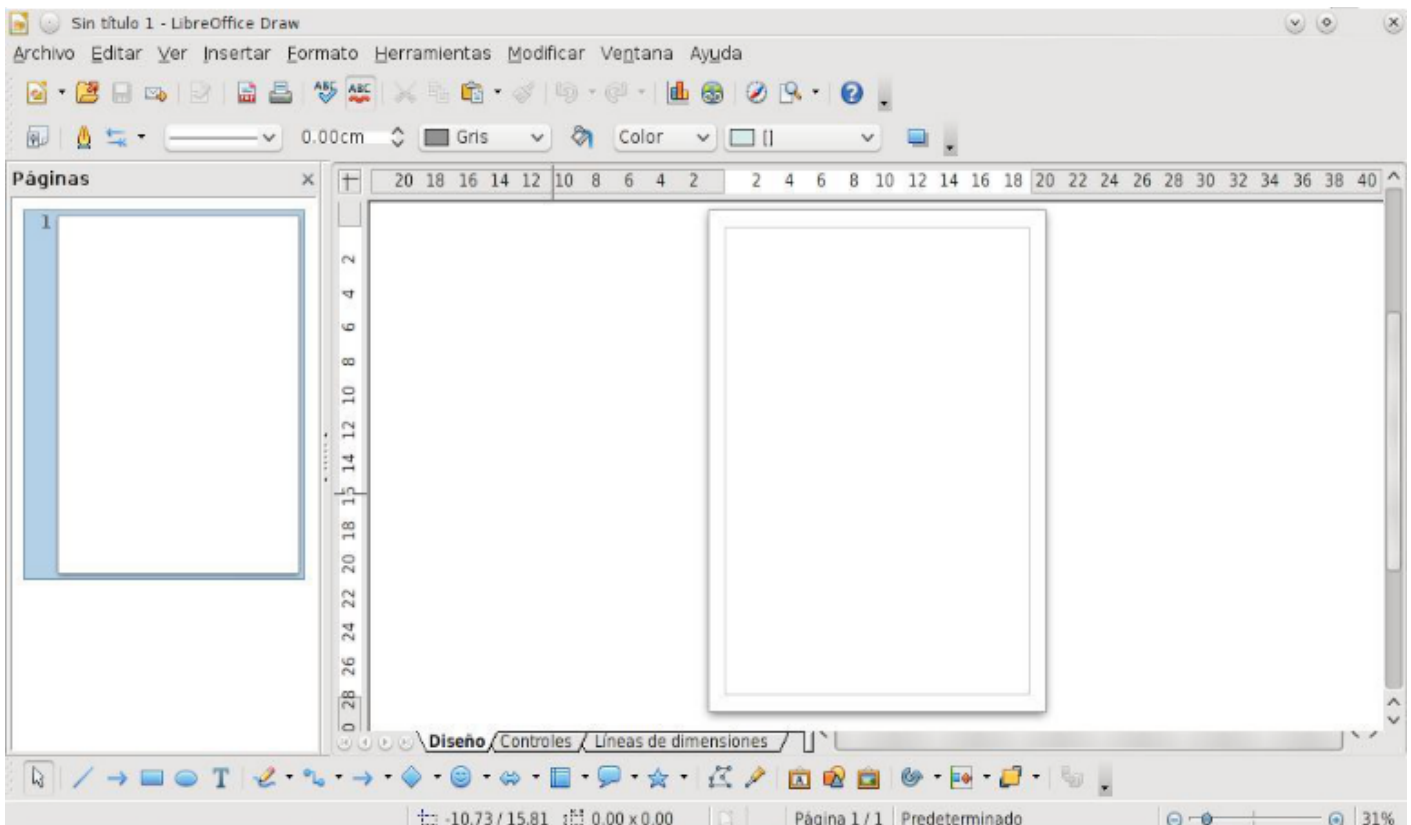 Sin título 1 - LibreOffice Draw
Archivo Editar Ver Insertar Formato Herramientas Modificar Ventana Ayuda
ABC ABC
0.00cm Gris Color
Páginas
20 18 16 14 12 10 8 6 4 2 2 4 6 8 10 12 14 16 18 20 22 24 26 28 30 32 34 36 38 40
1
2
4
6
8
10
12
14
18
20
22
24
26
28
Diseño Controles Líneas de dimensiones
T
-10.73 / 15.81 0.00 x 0.00 Página 1 / 1 Predeterminado 31%